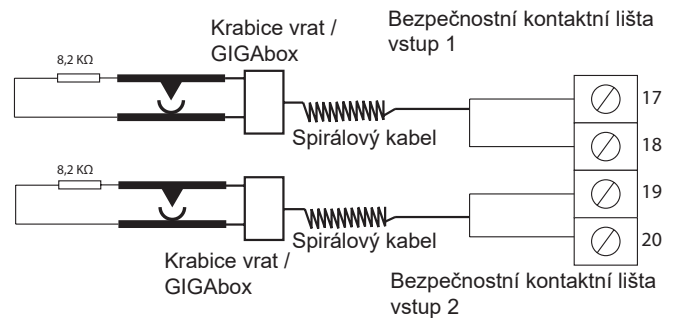 Krabice vrat /
GIGAbox
Bezpečnostní kontaktní lišta
vstup 1
8,2 KΩ
Spirálový kabel
17
18
8,2 KΩ
Spirálový kabel
19
20
Krabice vrat /
GIGAbox
Bezpečnostní kontaktní lišta
vstup 2